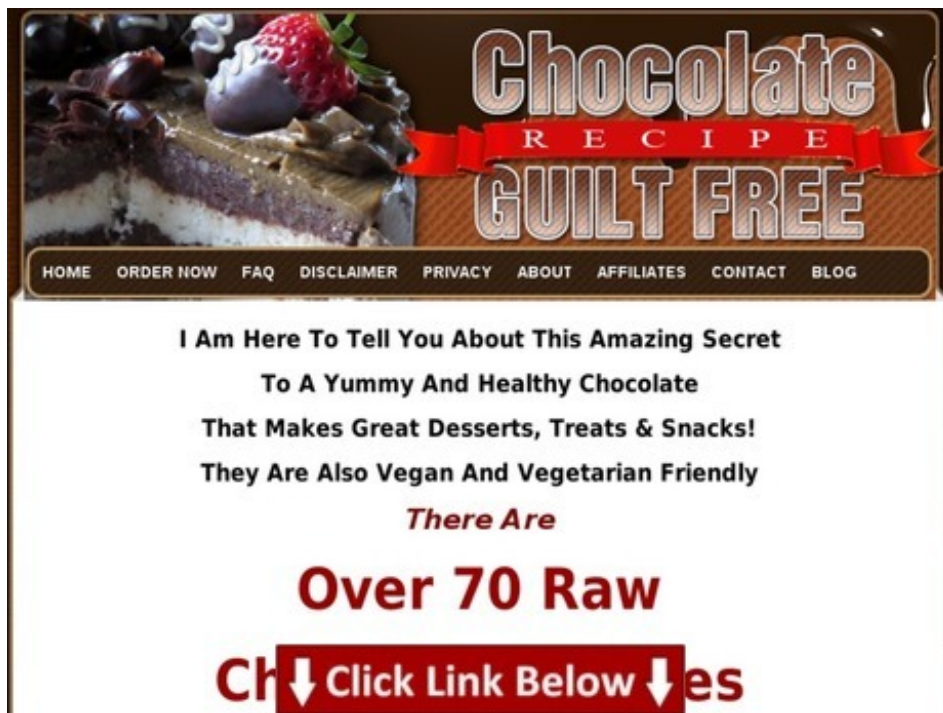 Chocolate
RECIPE
GUILT FREE
HOME ORDER NOW FAQ DISCLAIMER PRIVACY ABOUT AFFILIATES CONTACT BLOG
I Am Here To Tell You About This Amazing Secret
To A Yummy And Healthy Chocolate
That Makes Great Desserts, Treats & Snacks!
They Are Also Vegan And Vegetarian Friendly
There Are
Over 70 Raw
Click Link Below